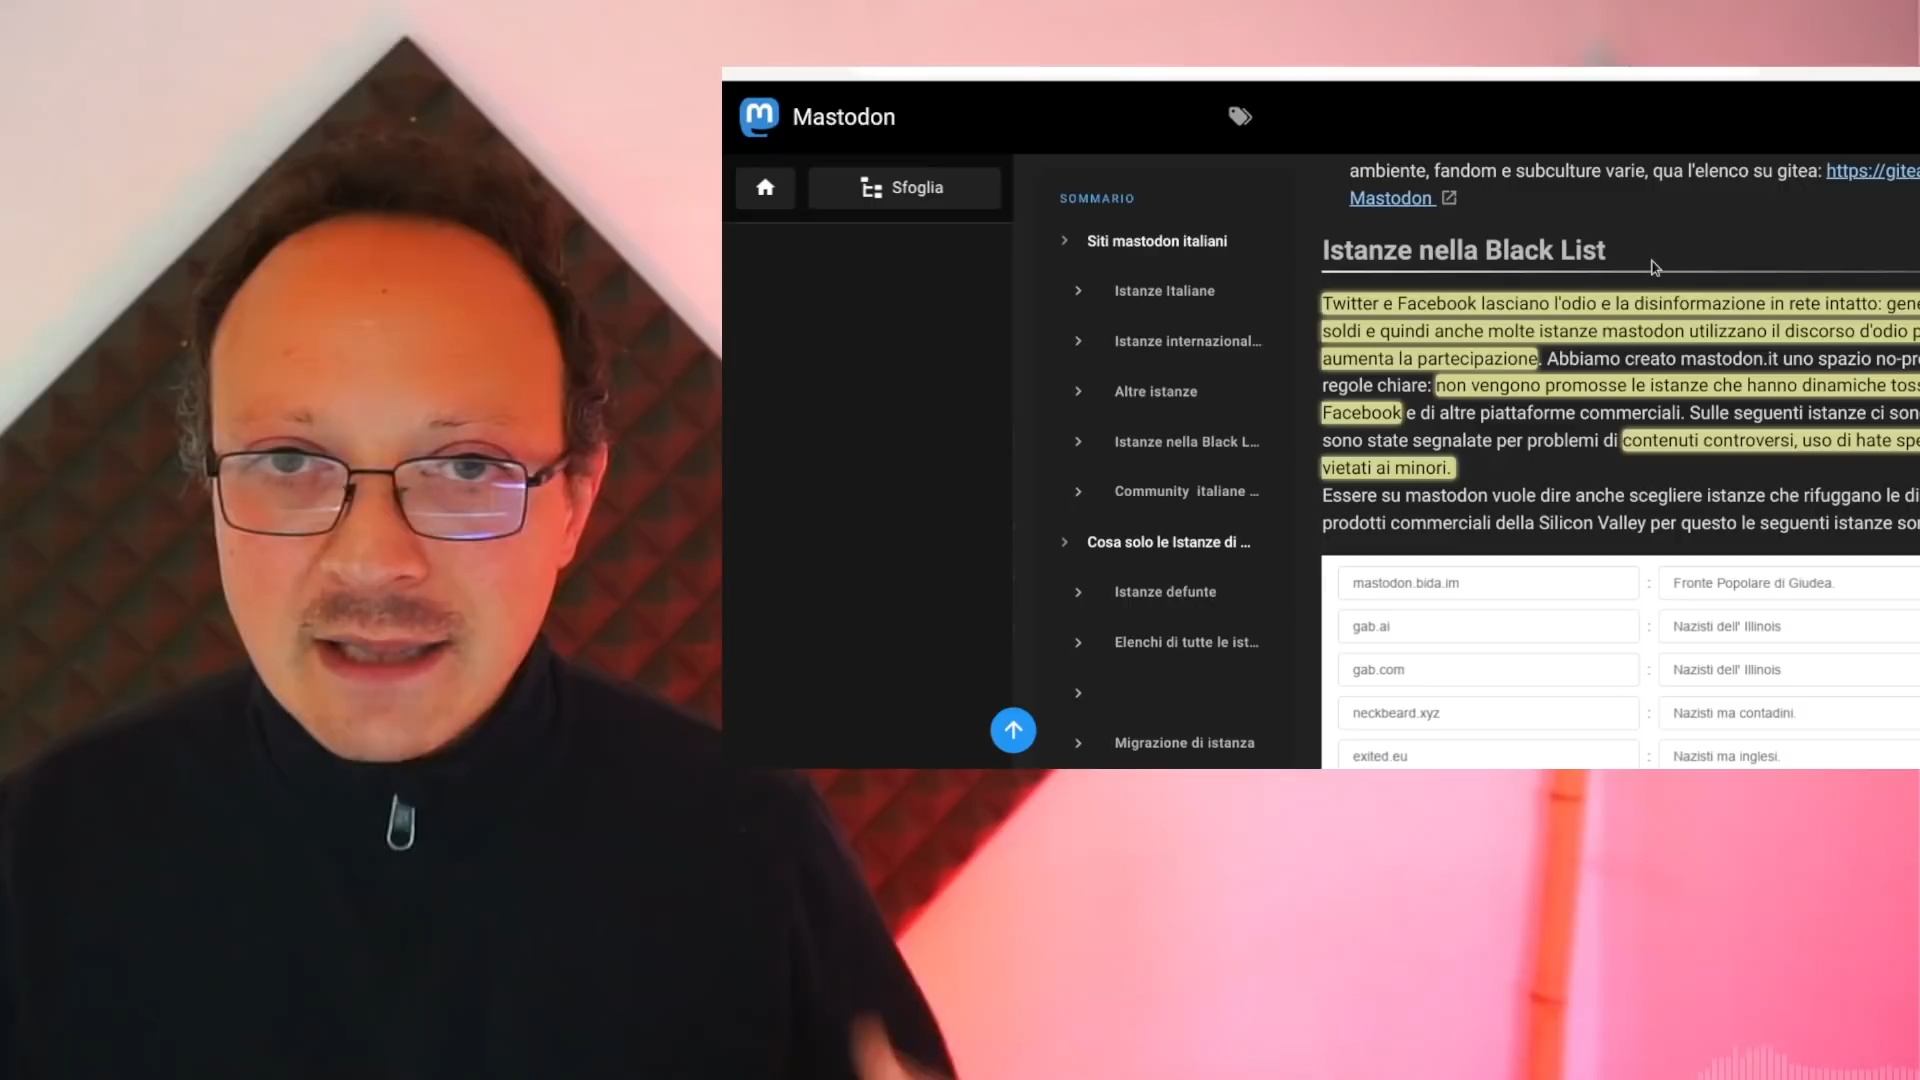 Mastodon
Sfoglia
SOMMARIO
Siti mastodon italiani
Istanze Italiane
Istanze internazional...
Altre istanze
Istanze nella Black L...
Community italiane ...
Cosa solo le Istanze di ...
Istanze defunte
Elenchi di tutte le ist...
Migrazione di istanza
ambiente, fandom e subculture varie, qua l'elenco su gitea: https://gitea
Mastodon
Istanze nella Black List
Twitter e Facebook lasciano l'odio e la disinformazione in rete intatto: gene
soldi e quindi anche molte istanze mastodon utilizzano il discorso d'odio p
aumenta la partecipazione. Abbiamo creato mastodon.it uno spazio no-pro
regole chiare: non vengono promosse le istanze che hanno dinamiche toss
Facebook e di altre piattaforme commerciali. Sulle seguenti istanze ci son
sono state segnalate per problemi di contenuti controversi, uso di hate spe
vietati ai minori.
Essere su mastodon vuole dire anche scegliere istanze che rifuggano le di
prodotti commerciali della Silicon Valley per questo le seguenti istanze so
mastodon.bida.im : Fronte Popolare di Giudea.
gab.ai : Nazisti dell' Illinois
gab.com : Nazisti dell' Illinois
neckbeard.xyz : Nazisti ma contadini.
exited.eu : Nazisti ma inglesi.